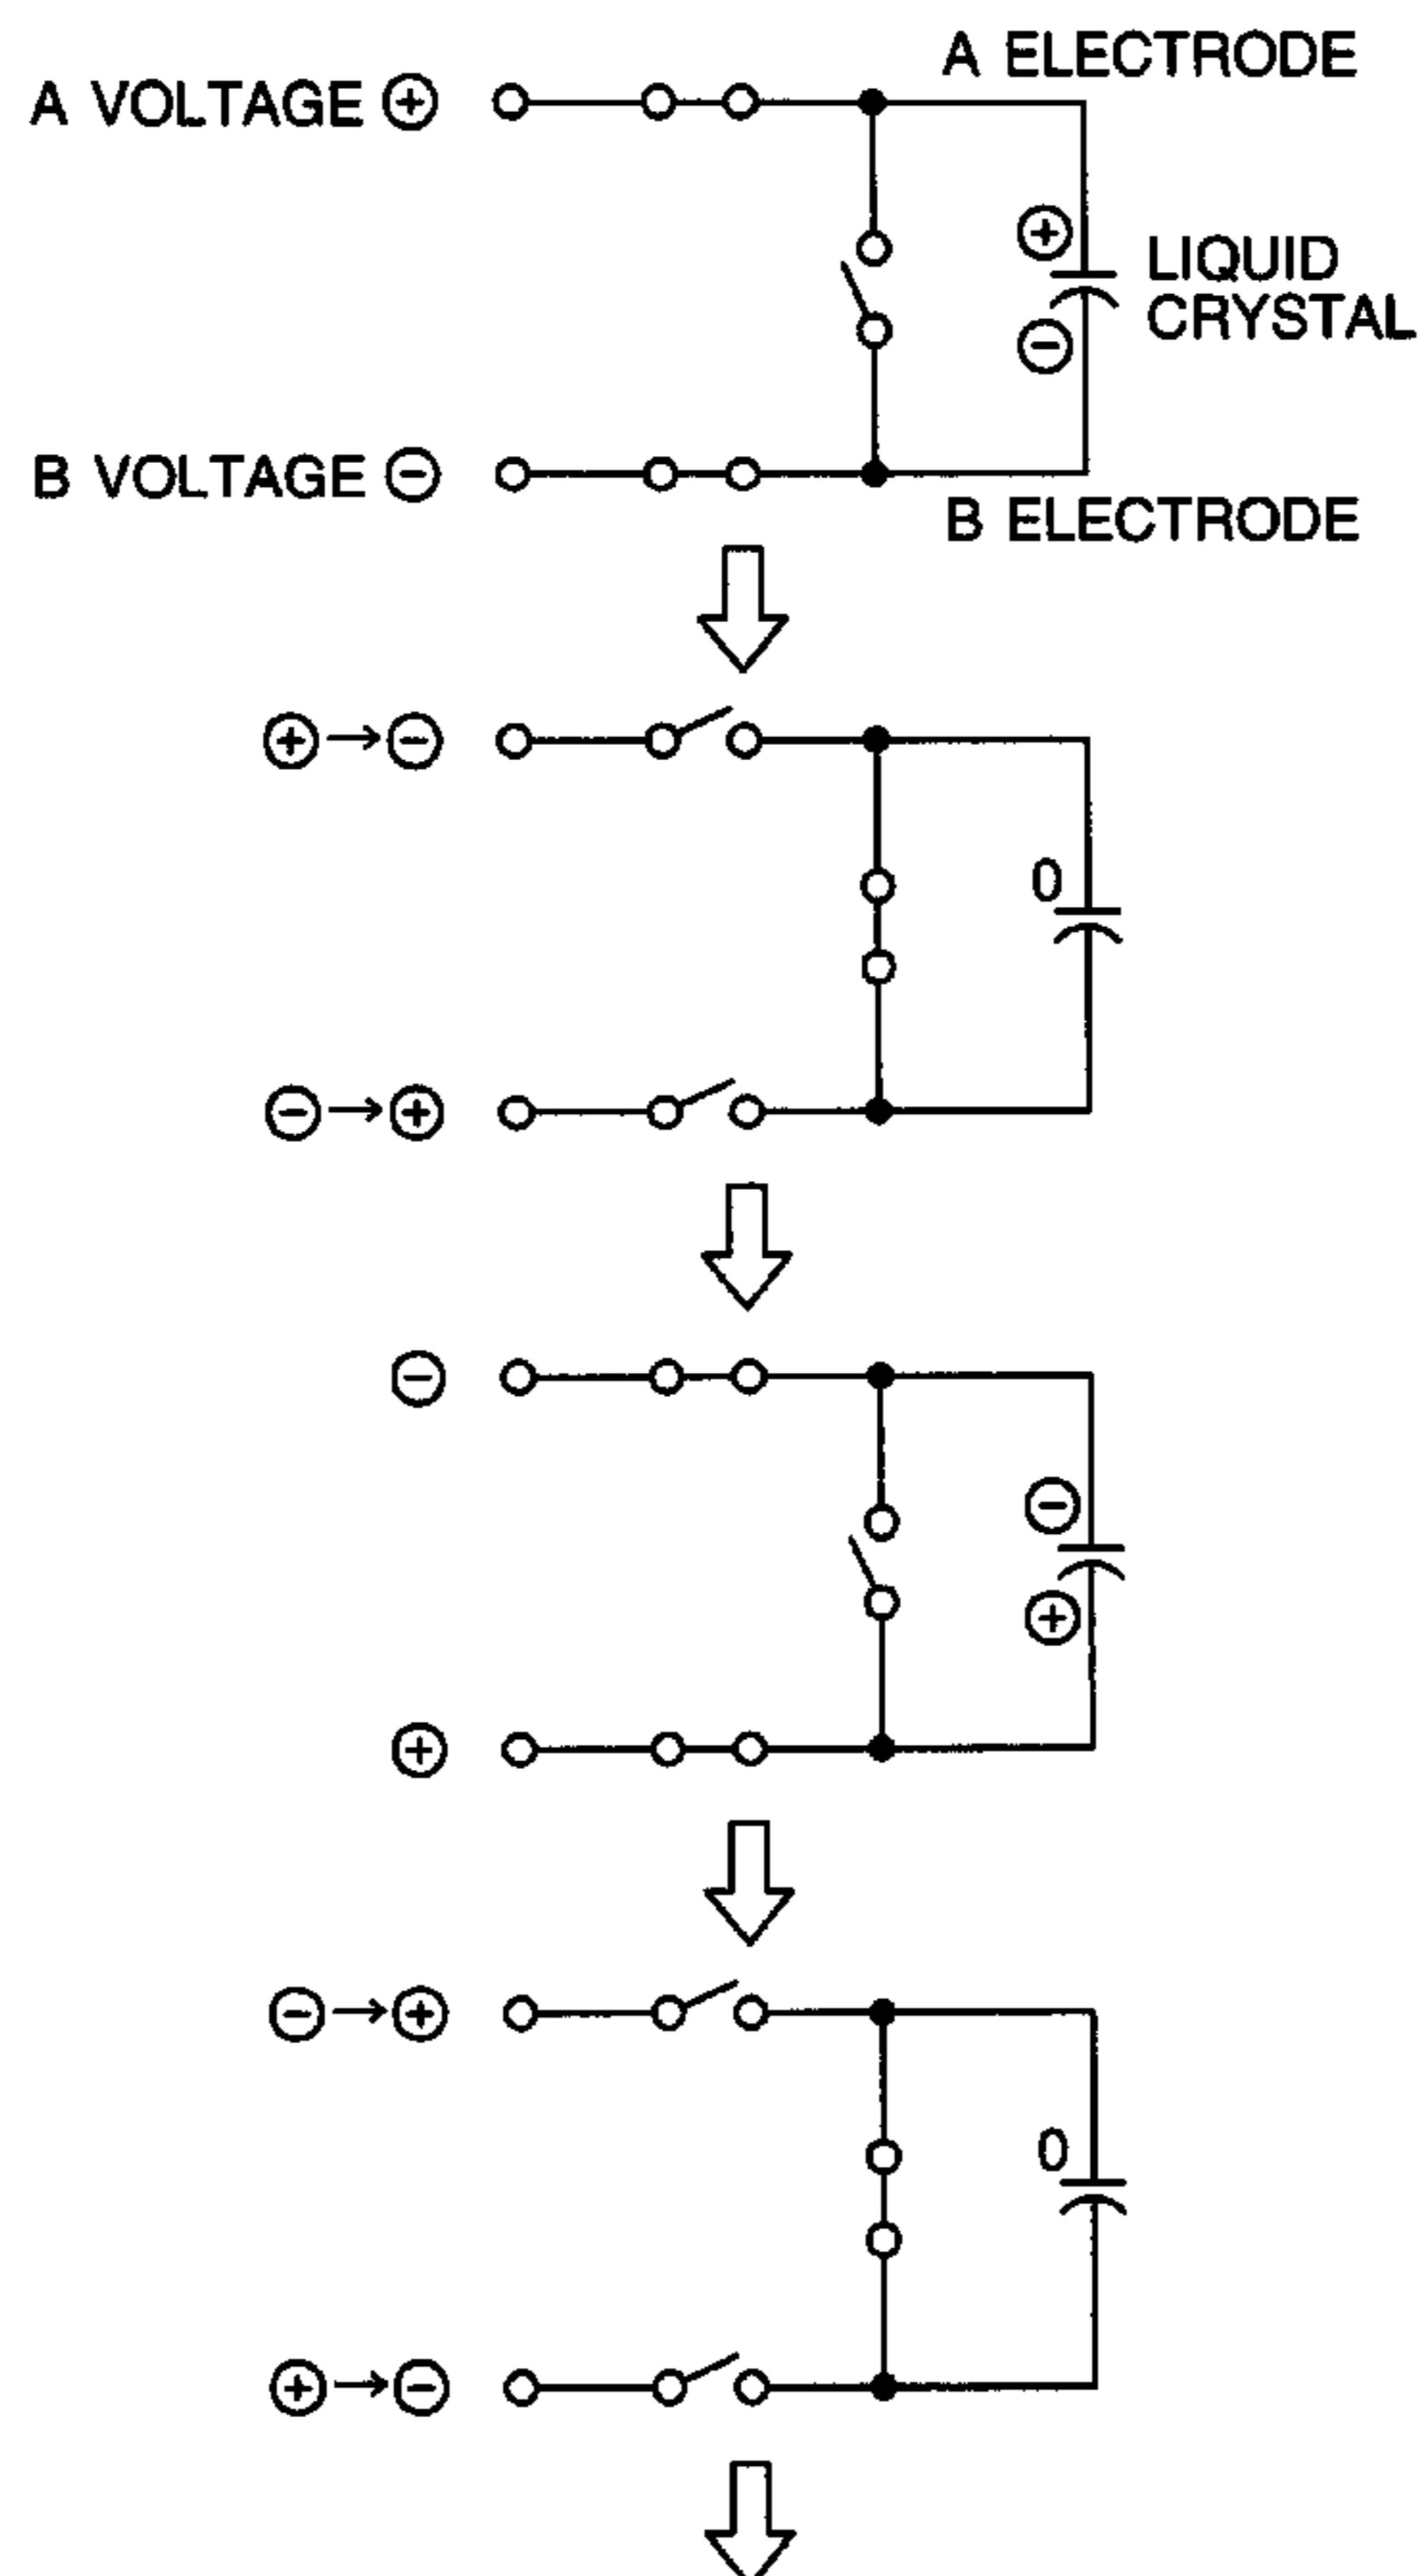 A ELECTRODE
A VOLTAGE ⊕
⊕
LIQUID
CRYSTAL
⊖
B VOLTAGE ⊖
B ELECTRODE
⊕→⊖
0
⊖→⊕
⊖
⊖
⊕
⊕
⊖→⊕
0
⊕→⊖